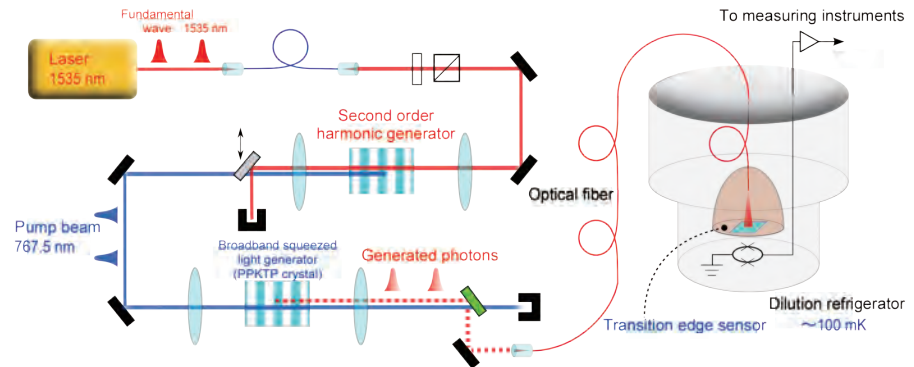 Fundamental
wave 1535 nm
Laser
1535 nm
To measuring instruments
Second order
harmonic generator
Optical fiber
Pump beam
767.5 nm
Broadband squeezed
light generator
(PPKTP crystal)
Generated photons
Dilution refrigerator
～100 mK
Transition edge sensor